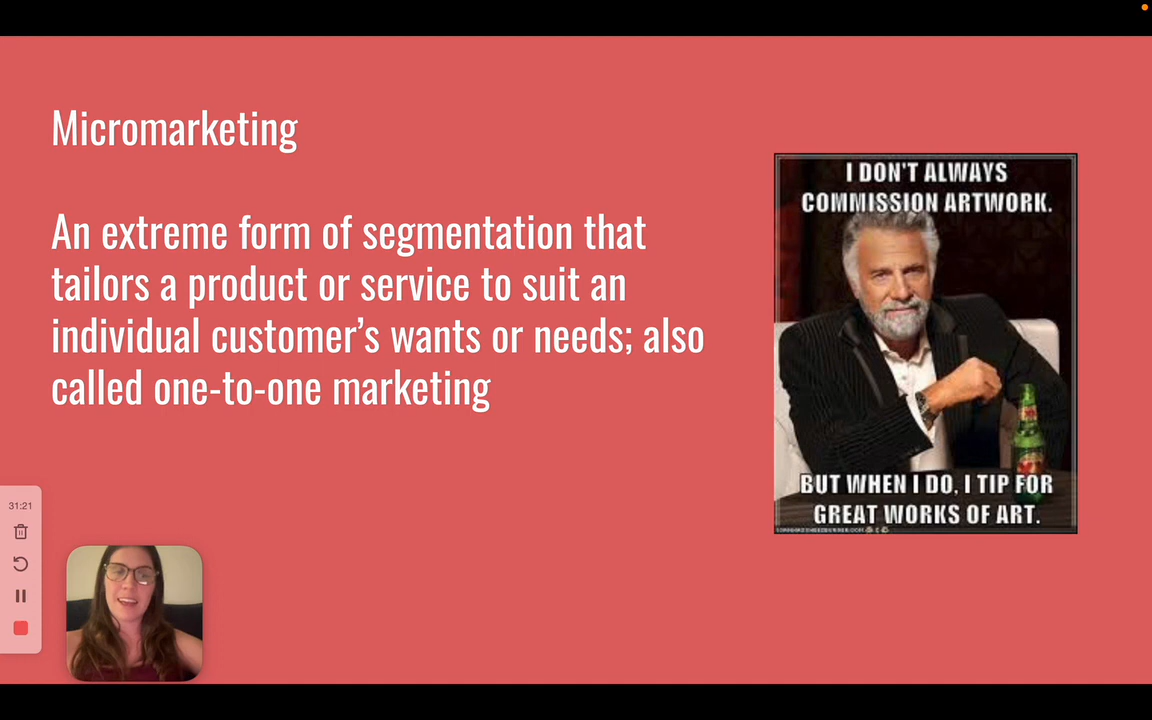 Micromarketing
An extreme form of segmentation that
tailors a product or service to suit an
individual customer’s wants or needs; also
called one-to-one marketing
I DON'T ALWAYS
COMMISSION ARTWORK.
BUT WHEN I DO, I TIP FOR
GREAT WORKS OF ART.
31:21